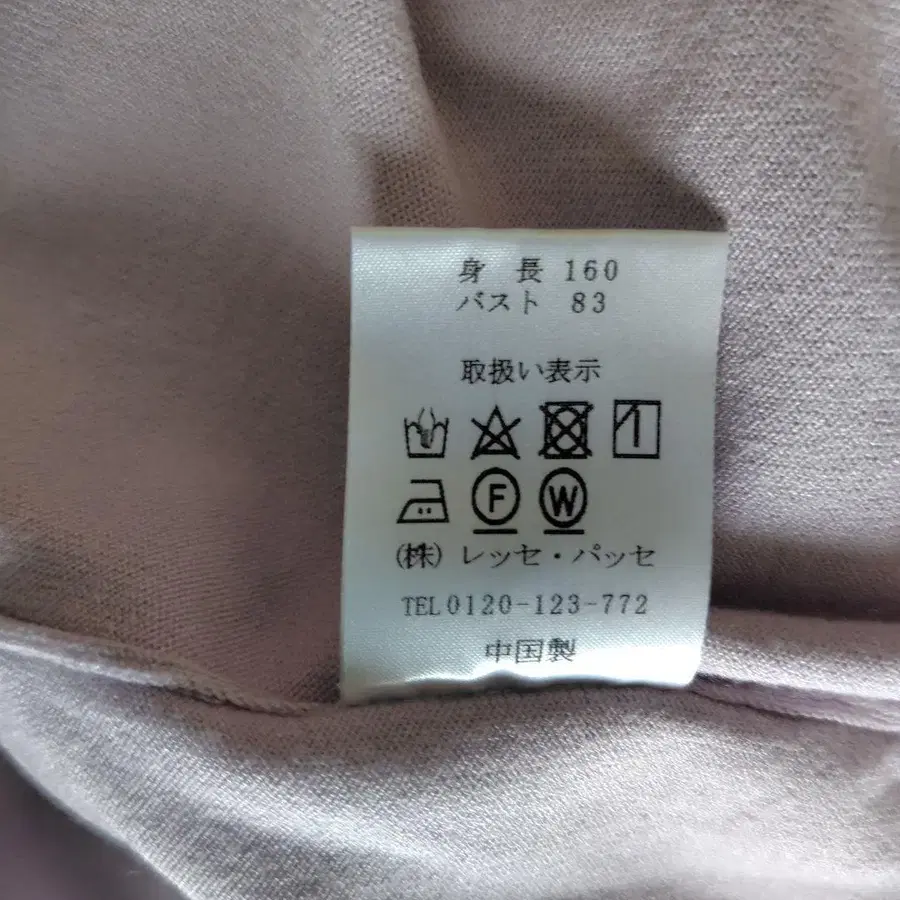 身 長 160
バスト 83
取扱い表示
F W
(株) レッセ・パッセ
TEL 0120-123-772
中国製